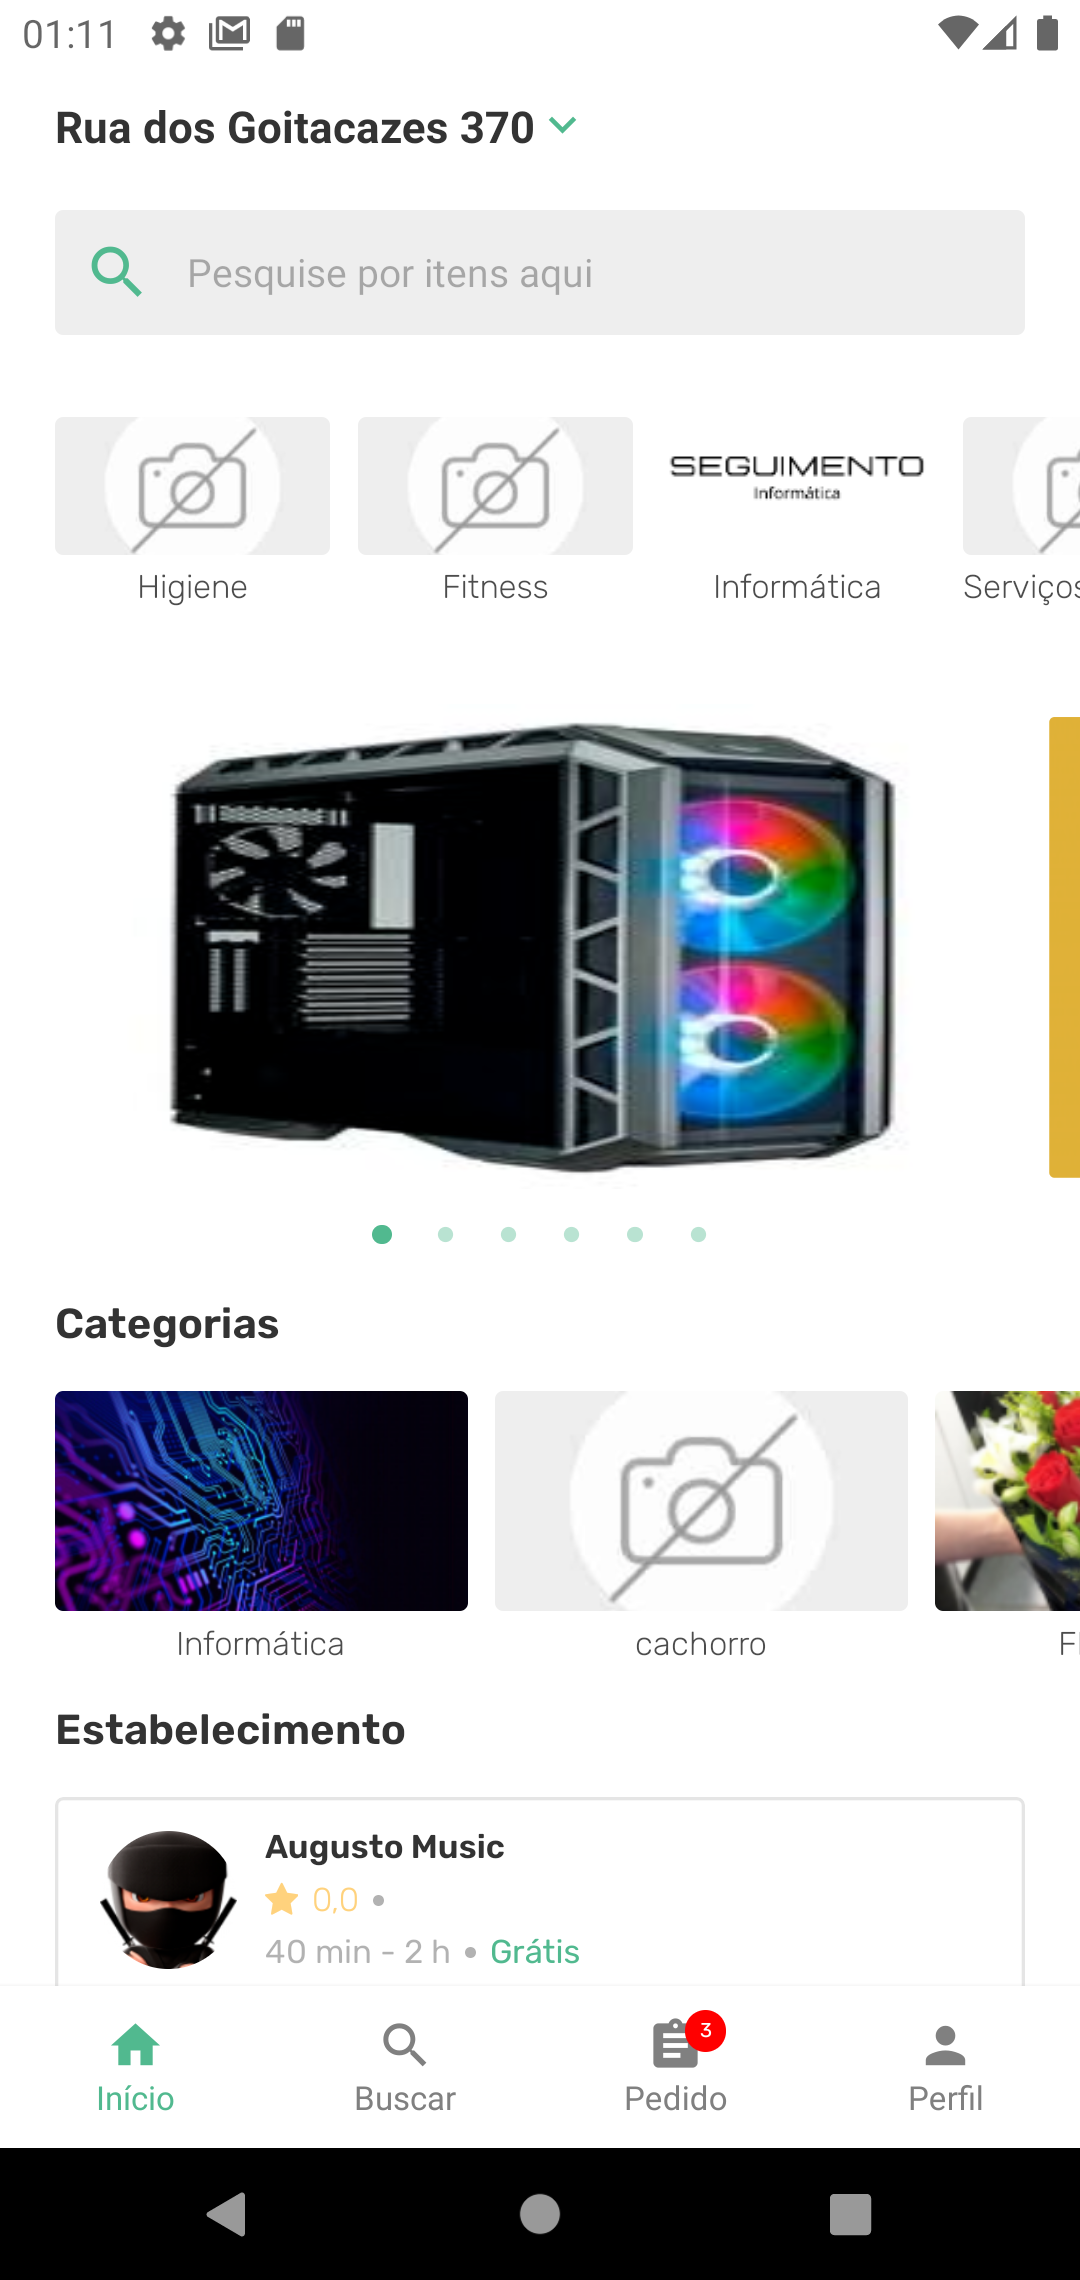 01:11
Rua dos Goitacazes 370
Pesquise por itens aqui
SEGUIMENTO
Informática
Higiene
Fitness
Informática
Serviços
Categorias
Informática
cachorro
Estabelecimento
Augusto Music
0,0 •
40 min - 2 h • Grátis
3
Início
Buscar
Pedido
Perfil